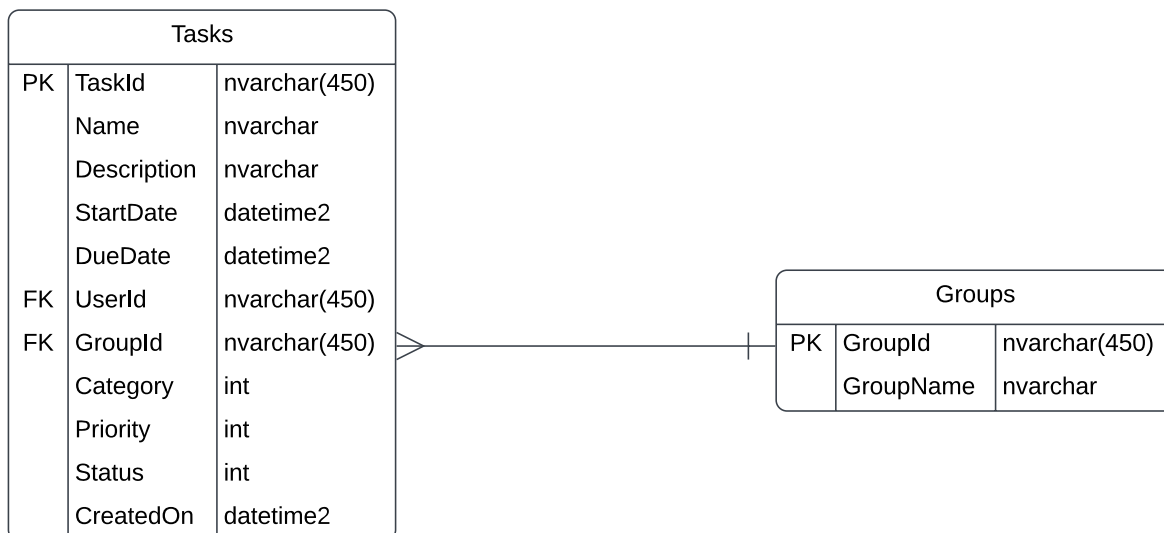 Tasks
PK TaskId nvarchar(450)
Name nvarchar
Description nvarchar
StartDate datetime2
DueDate datetime2
FK UserId nvarchar(450)
FK GroupId nvarchar(450)
Category int
Priority int
Status int
CreatedOn datetime2
Groups
PK GroupId nvarchar(450)
GroupName nvarchar